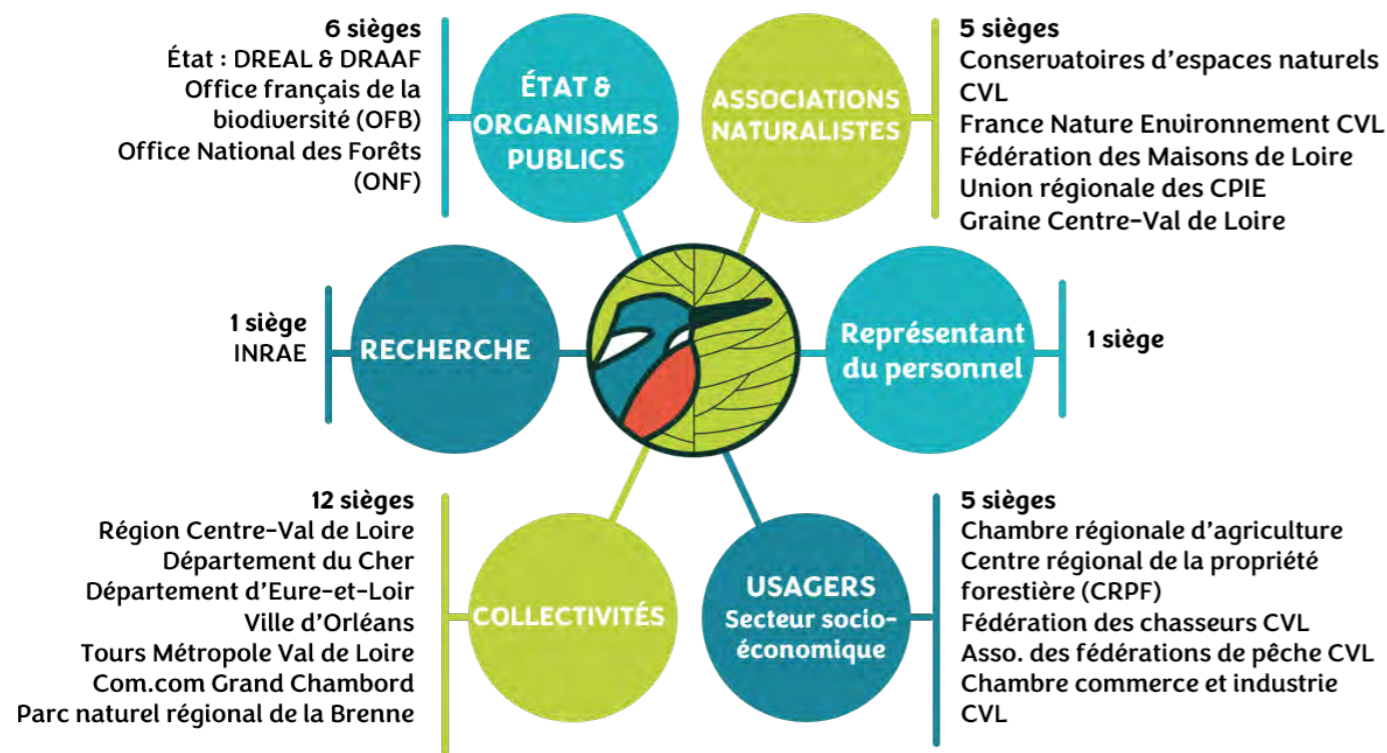 6 sièges
État : DREAL & DRAAF
Office français de la
biodiversité (OFB)
Office National des Forêts
(ONF)
ÉTAT &
ORGANISMES
PUBLICS
ASSOCIATIONS
NATURALISTES
5 sièges
Conservatoires d'espaces naturels
CVL
France Nature Environnement CVL
Fédération des Maisons de Loire
Union régionale des CPIE
Graine Centre-Val de Loire
1 siège
INRAE
RECHERCHE
Représentant
du personnel
1 siège
12 sièges
Région Centre-Val de Loire
Département du Cher
Département d'Eure-et-Loir
Ville d'Orléans
Tours Métropole Val de Loire
Com.com Grand Chambord
Parc naturel régional de la Brenne
COLLECTIVITÉS
USAGERS
Secteur socio-
économique
5 sièges
Chambre régionale d'agriculture
Centre régional de la propriété
forestière (CRPF)
Fédération des chasseurs CVL
Asso. des fédérations de pêche CVL
Chambre commerce et industrie
CVL